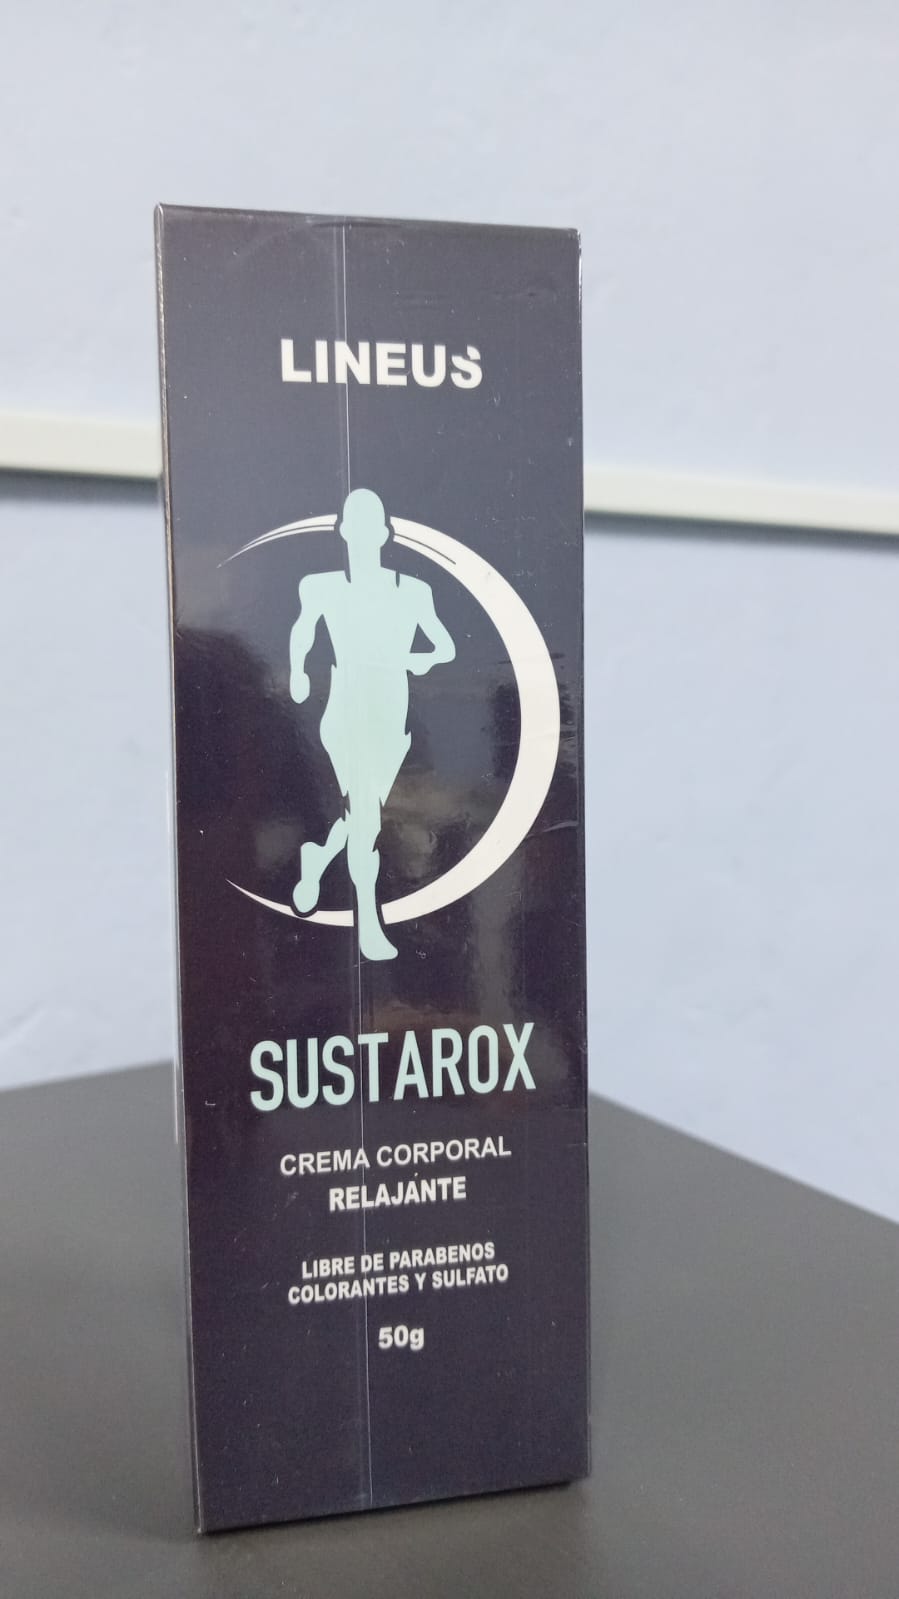 LINEUS
SUSTAROX
CREMA CORPORAL
RELAJANTE
LIBRE DE PARABENOS
COLORANTES Y SULFATO
50g